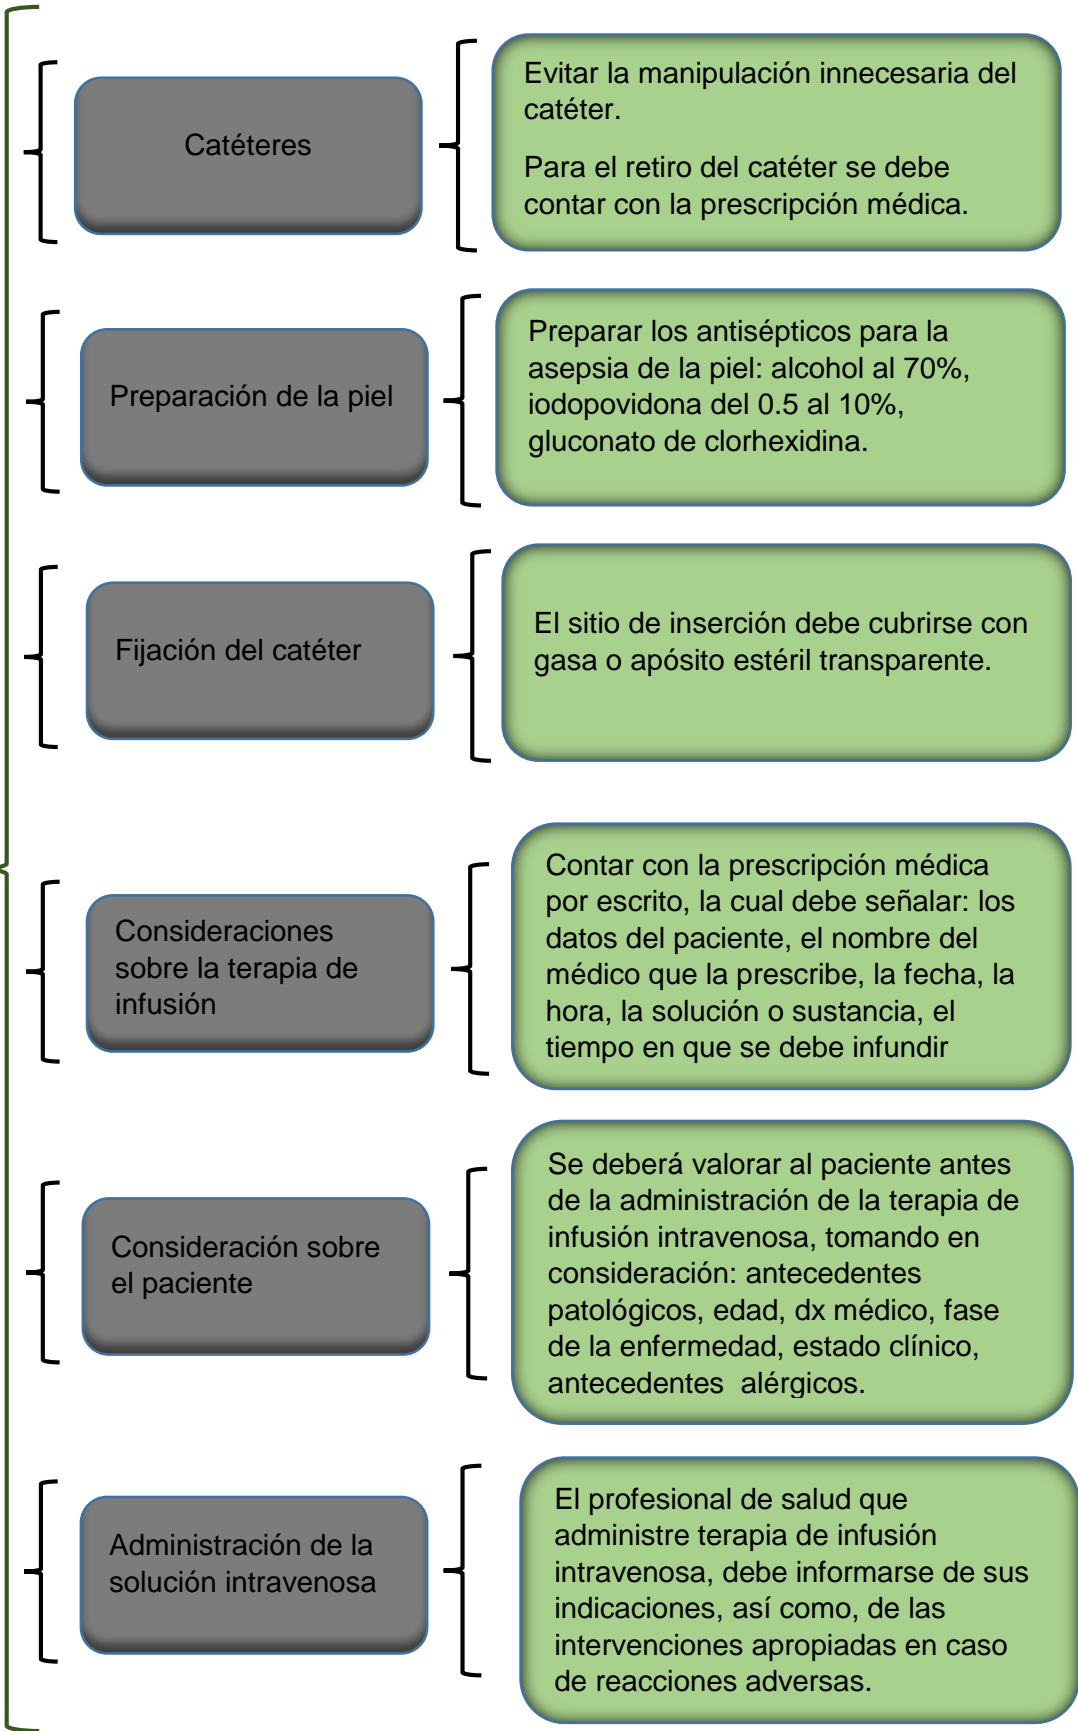 Catéteres
Evitar la manipulación innecesaria del
catéter.
Para el retiro del catéter se debe
contar con la prescripción médica.
Preparación de la piel
Preparar los antisépticos para la
asepsia de la piel: alcohol al 70%,
iodopovidona del 0.5 al 10%,
gluconato de clorhexidina.
Fijación del catéter
El sitio de inserción debe cubrirse con
gasa o apósito estéril transparente.
Consideraciones
sobre la terapia de
infusión
Contar con la prescripción médica
por escrito, la cual debe señalar: los
datos del paciente, el nombre del
médico que la prescribe, la fecha, la
hora, la solución o sustancia, el
tiempo en que se debe infundir
Consideración sobre
el paciente
Se deberá valorar al paciente antes
de la administración de la terapia de
infusión intravenosa, tomando en
consideración: antecedentes
patológicos, edad, dx médico, fase
de la enfermedad, estado clínico,
antecedentes  alérgicos.
Administración de la
solución intravenosa
El profesional de salud que
administre terapia de infusión
intravenosa, debe informarse de sus
indicaciones, así como, de las
intervenciones apropiadas en caso
de reacciones adversas.